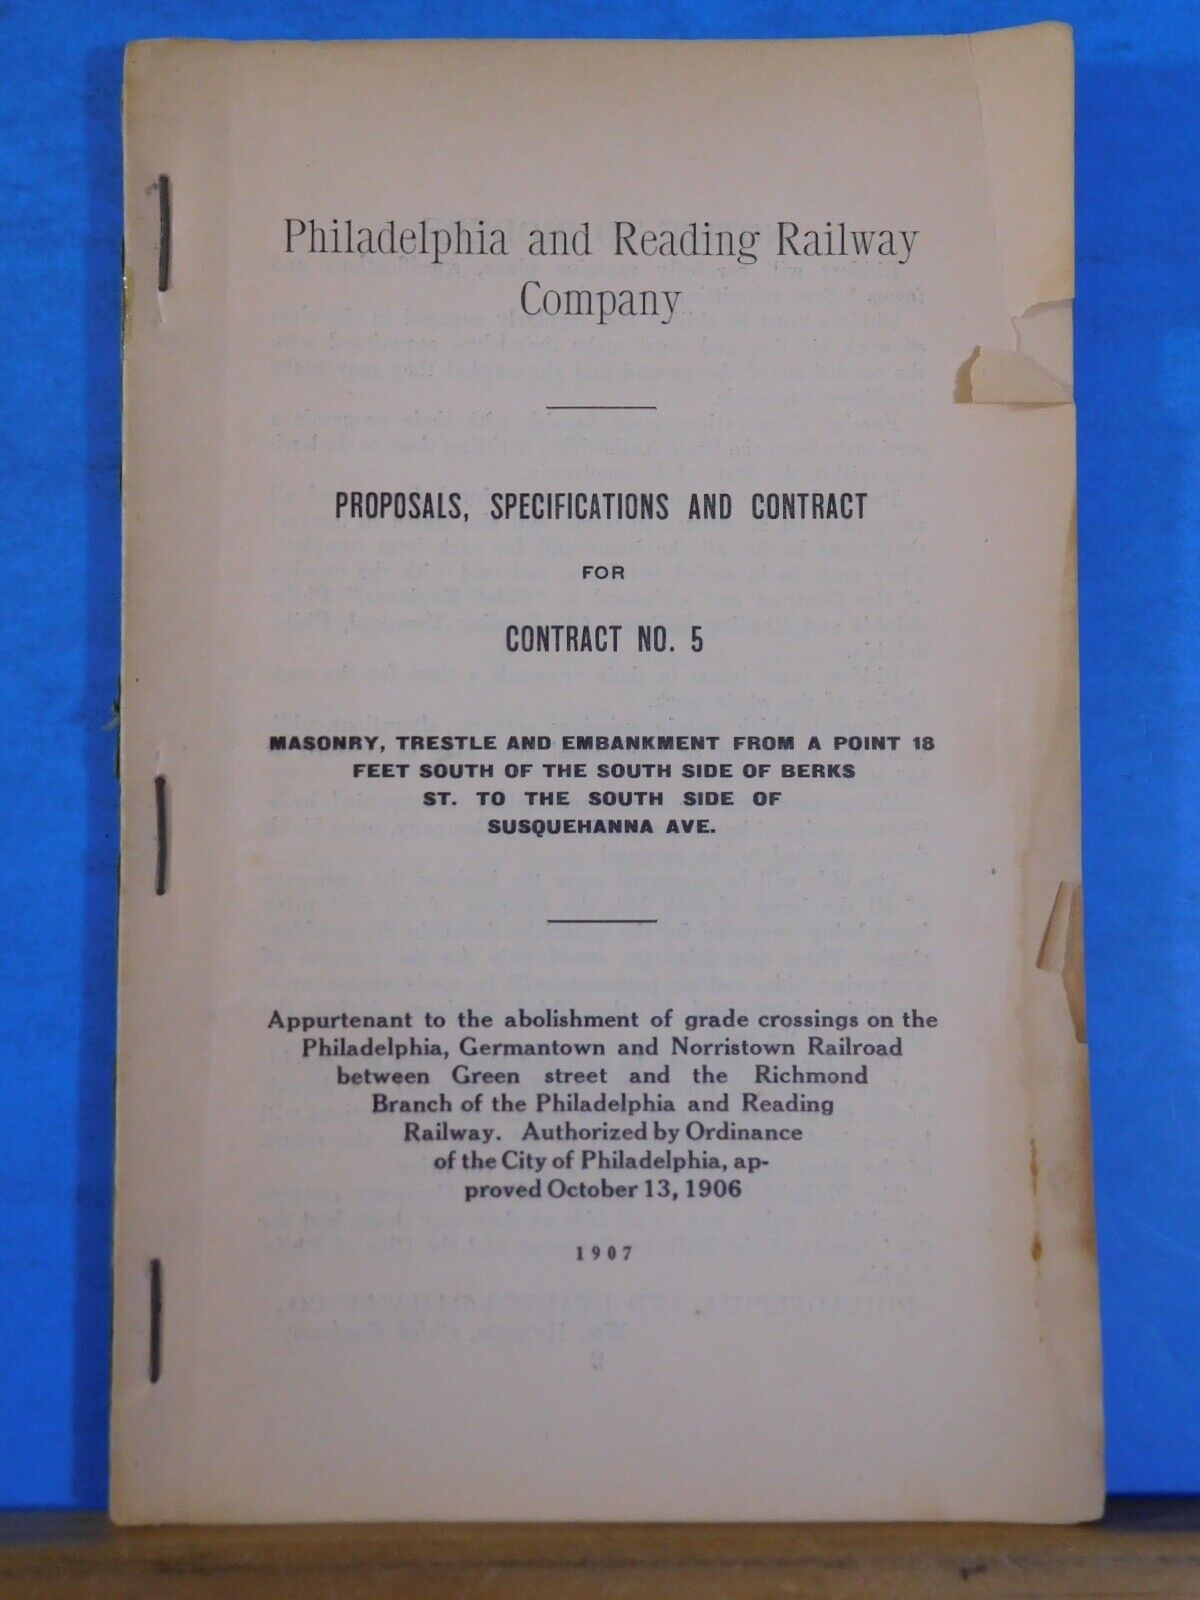 Philadelphia and Reading Railway
Company
PROPOSALS, SPECIFICATIONS AND CONTRACT
FOR
CONTRACT NO. 5
MASONRY, TRESTLE AND EMBANKMENT FROM A POINT 18
FEET SOUTH OF THE SOUTH SIDE OF BERKS
ST. TO THE SOUTH SIDE OF
SUSQUEHANNA AVE.
Appurtenant to the abolishment of grade crossings on the
Philadelphia, Germantown and Norristown Railroad
between Green street and the Richmond
Branch of the Philadelphia and Reading
Railway. Authorized by Ordinance
of the City of Philadelphia, ap-
proved October 13, 1906
1907